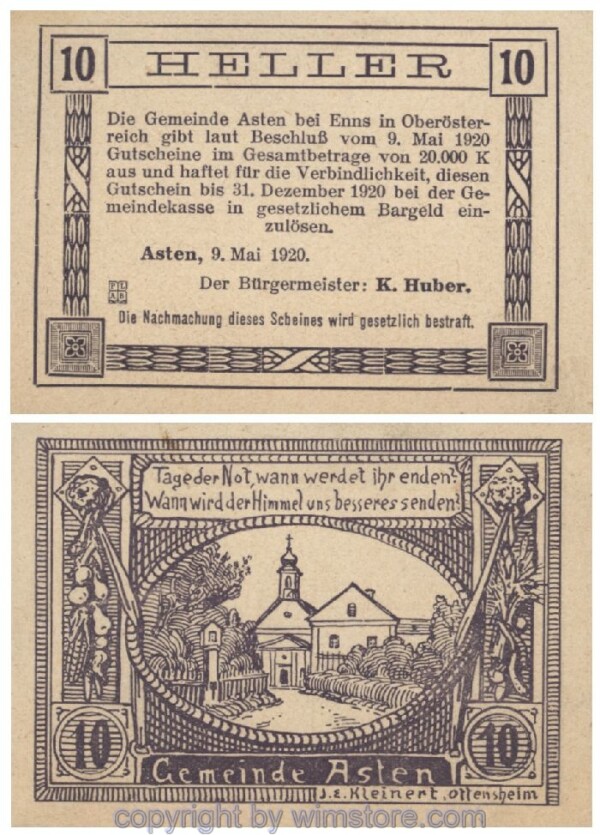 10 HELLER 10
Die Gemeinde Asten bei Enns in Oberöster-
reich gibt laut Beschluß vom 9. Mai 1920
Gutscheine im Gesamtbetrage von 20.000 K
aus und haftet für die Verbindlichkeit, diesen
Gutschein bis 31. Dezember 1920 bei der Ge-
meindekasse in gesetzlichem Bargeld ein-
zulösen.
Asten, 9. Mai 1920.
Der Bürgermeister: K. Huber.
FL
AB
Die Nachmachung dieses Scheines wird gesetzlich bestraft.
Tage der Not, wann werdet ihr enden?
Wann wird der Himmel uns besseres senden?
10 10
Gemeinde Asten
J.E. Kleinert, Ottensheim
copyright by wimstore.com